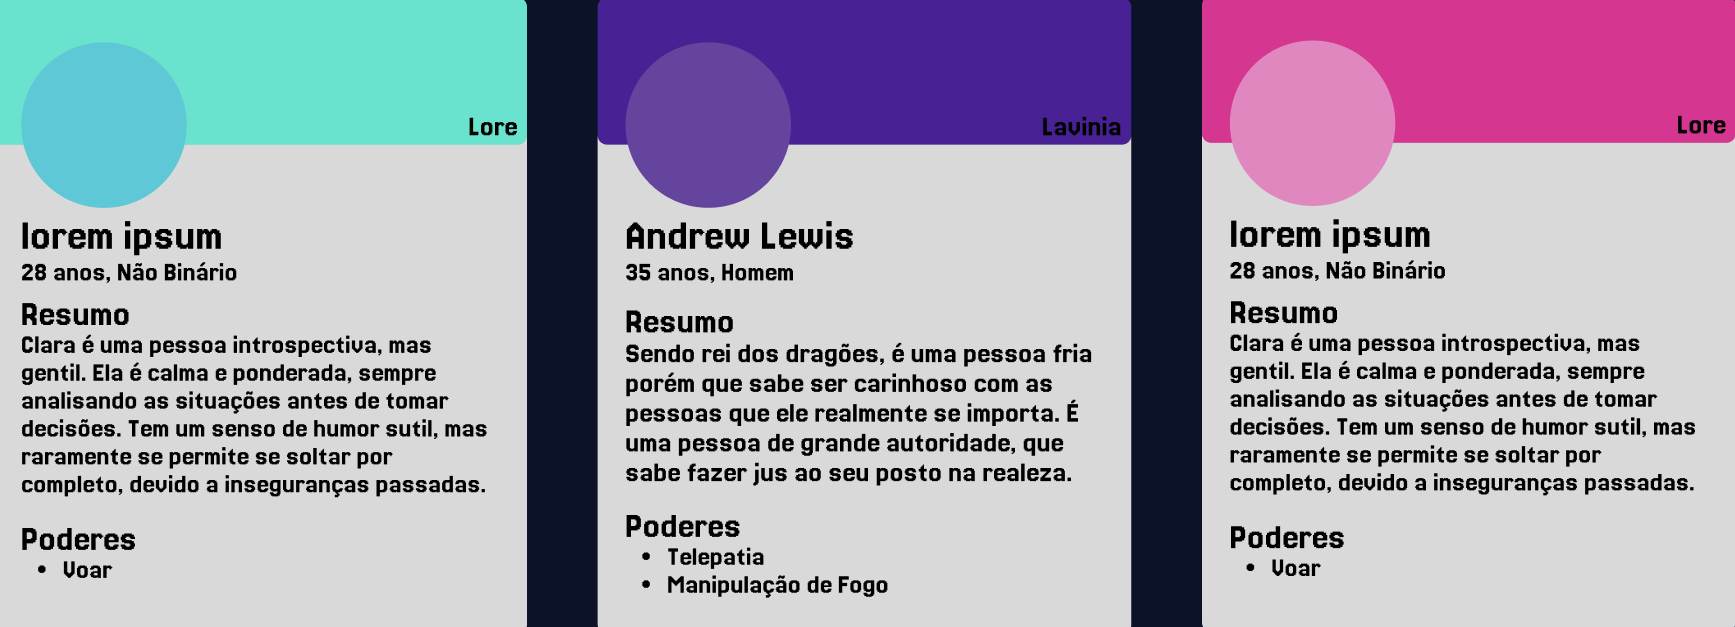 Lore
lorem ipsum
28 anos, Não Binário
Resumo
Clara é uma pessoa introspectiva, mas
gentil. Ela é calma e ponderada, sempre
analisando as situações antes de tomar
decisões. Tem um senso de humor sutil, mas
raramente se permite se soltar por
completo, devido a inseguranças passadas.
Poderes
• Voar
Lavinia
Andrew Lewis
35 anos, Homem
Resumo
Sendo rei dos dragões, é uma pessoa fria
porém que sabe ser carinhoso com as
pessoas que ele realmente se importa. É
uma pessoa de grande autoridade, que
sabe fazer jus ao seu posto na realeza.
Poderes
• Telepatia
• Manipulação de Fogo
Lore
lorem ipsum
28 anos, Não Binário
Resumo
Clara é uma pessoa introspectiva, mas
gentil. Ela é calma e ponderada, sempre
analisando as situações antes de tomar
decisões. Tem um senso de humor sutil, mas
raramente se permite se soltar por
completo, devido a inseguranças passadas.
Poderes
• Voar